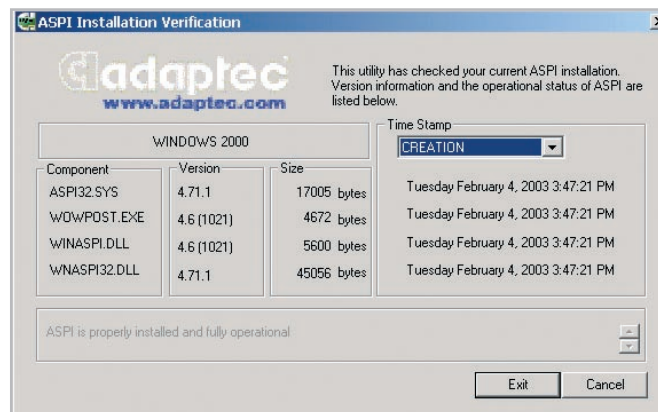 ASPI Installation Verification
adaptec
www.adaptec.com
This utility has checked your current ASPI installation.
Version information and the operational status of ASPI are
listed below.
WINDOWS 2000
Time Stamp
CREATION
Component Version Size
ASPI32.SYS 4.71.1 17005 bytes Tuesday February 4, 2003 3:47:21 PM
WOWPOST.EXE 4.6 (1021) 4672 bytes Tuesday February 4, 2003 3:47:21 PM
WINASPI.DLL 4.6 (1021) 5600 bytes Tuesday February 4, 2003 3:47:21 PM
WNASPI32.DLL 4.71.1 45056 bytes Tuesday February 4, 2003 3:47:21 PM
ASPI is properly installed and fully operational
Exit Cancel